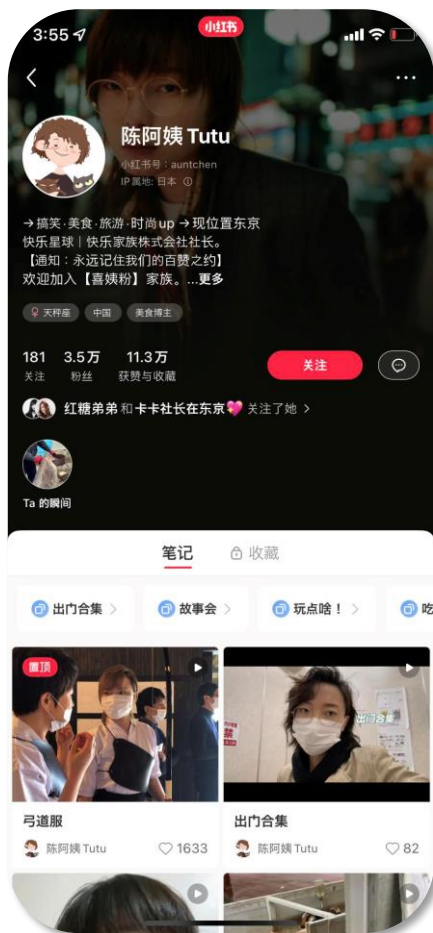 3:55
小红书
陈阿姨 Tutu
小红书号：auntchen
IP属地: 日本
→搞笑·美食·旅游·时尚up →现位置东京
快乐星球｜快乐家族株式会社社长。
【通知：永远记住我们的百赞之约】
欢迎加入【喜姨粉】家族。...更多
天秤座 中国 美食博主
181 3.5万 11.3万
关注 粉丝 获赞与收藏
关注
红糖弟弟和卡卡社长在东京💖 关注了她 >
Ta 的瞬间
笔记 收藏
出门合集 > 故事会 > 玩点啥！ > 吃
置顶
出门合集
禁
弓道服 出门合集
陈阿姨 Tutu 1633 陈阿姨 Tutu 82